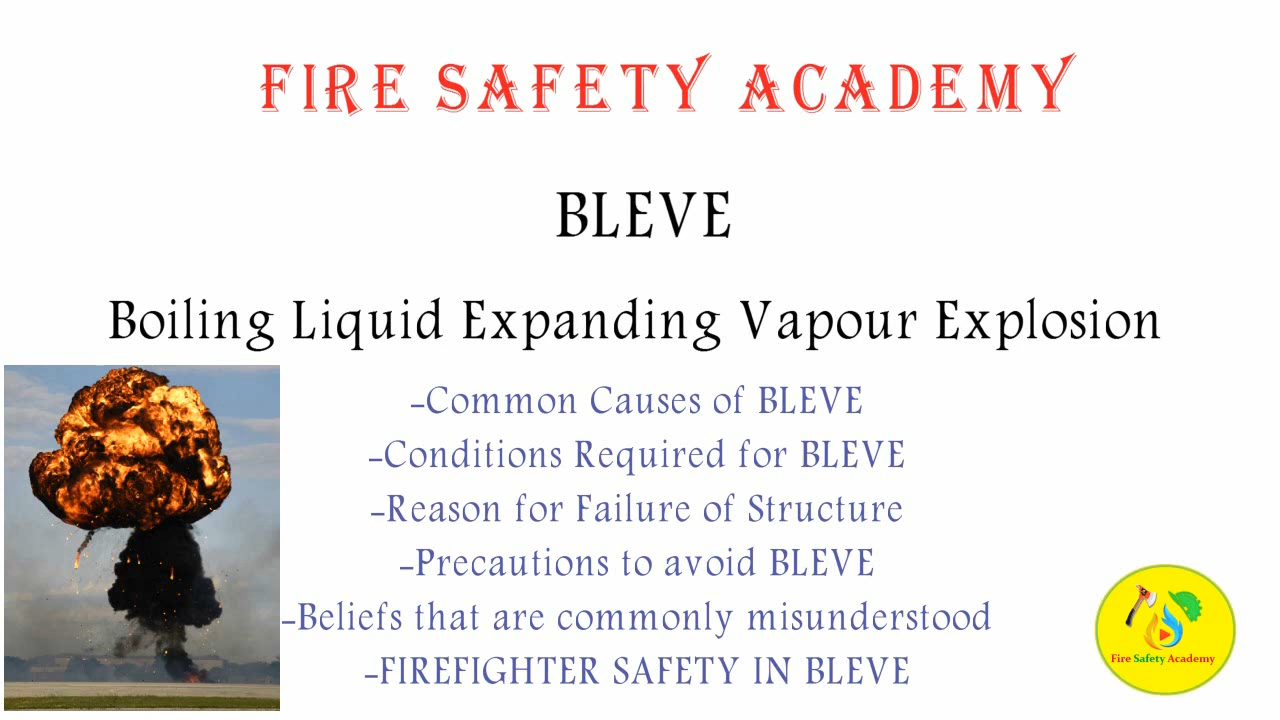 FIRE SAFETY ACADEMY
BLEVE
Boiling Liquid Expanding Vapour Explosion
-Common Causes of BLEVE
-Conditions Required for BLEVE
-Reason for Failure of Structure
-Precautions to avoid BLEVE
-Beliefs that are commonly misunderstood
-FIREFIGHTER SAFETY IN BLEVE
Fire Safety Academy